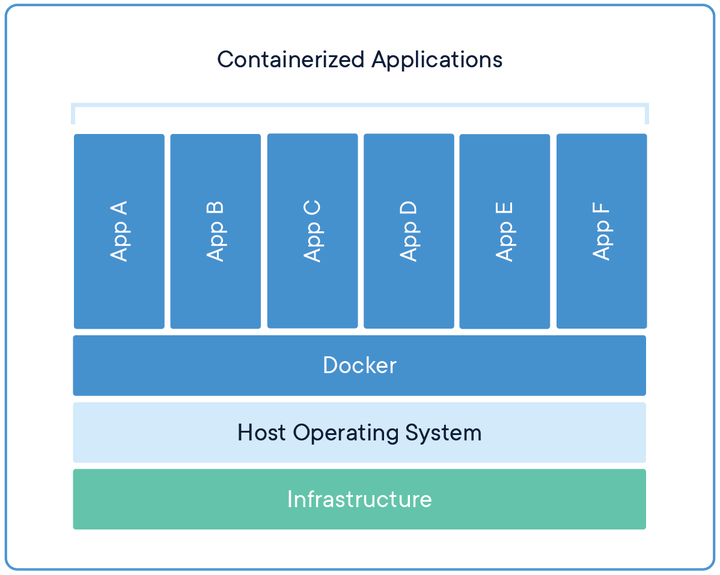 Containerized Applications
App A
App B
App C
App D
App E
App F
Docker
Host Operating System
Infrastructure